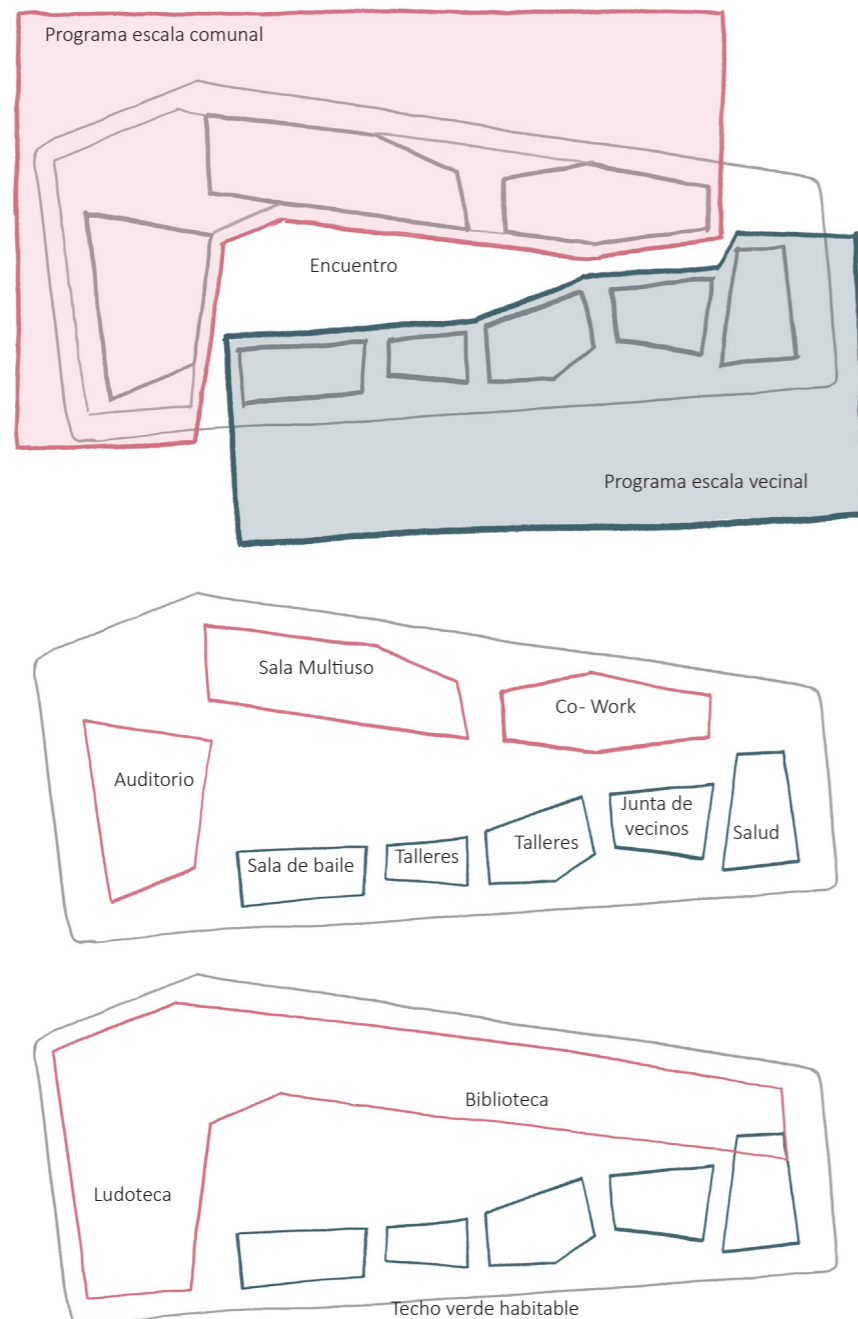 Programa escala comunal
Encuentro
Programa escala vecinal
Sala Multiuso
Co- Work
Auditorio
Junta de
vecinos
Salud
Talleres
Talleres
Sala de baile
Biblioteca
Ludoteca
Techo verde habitable